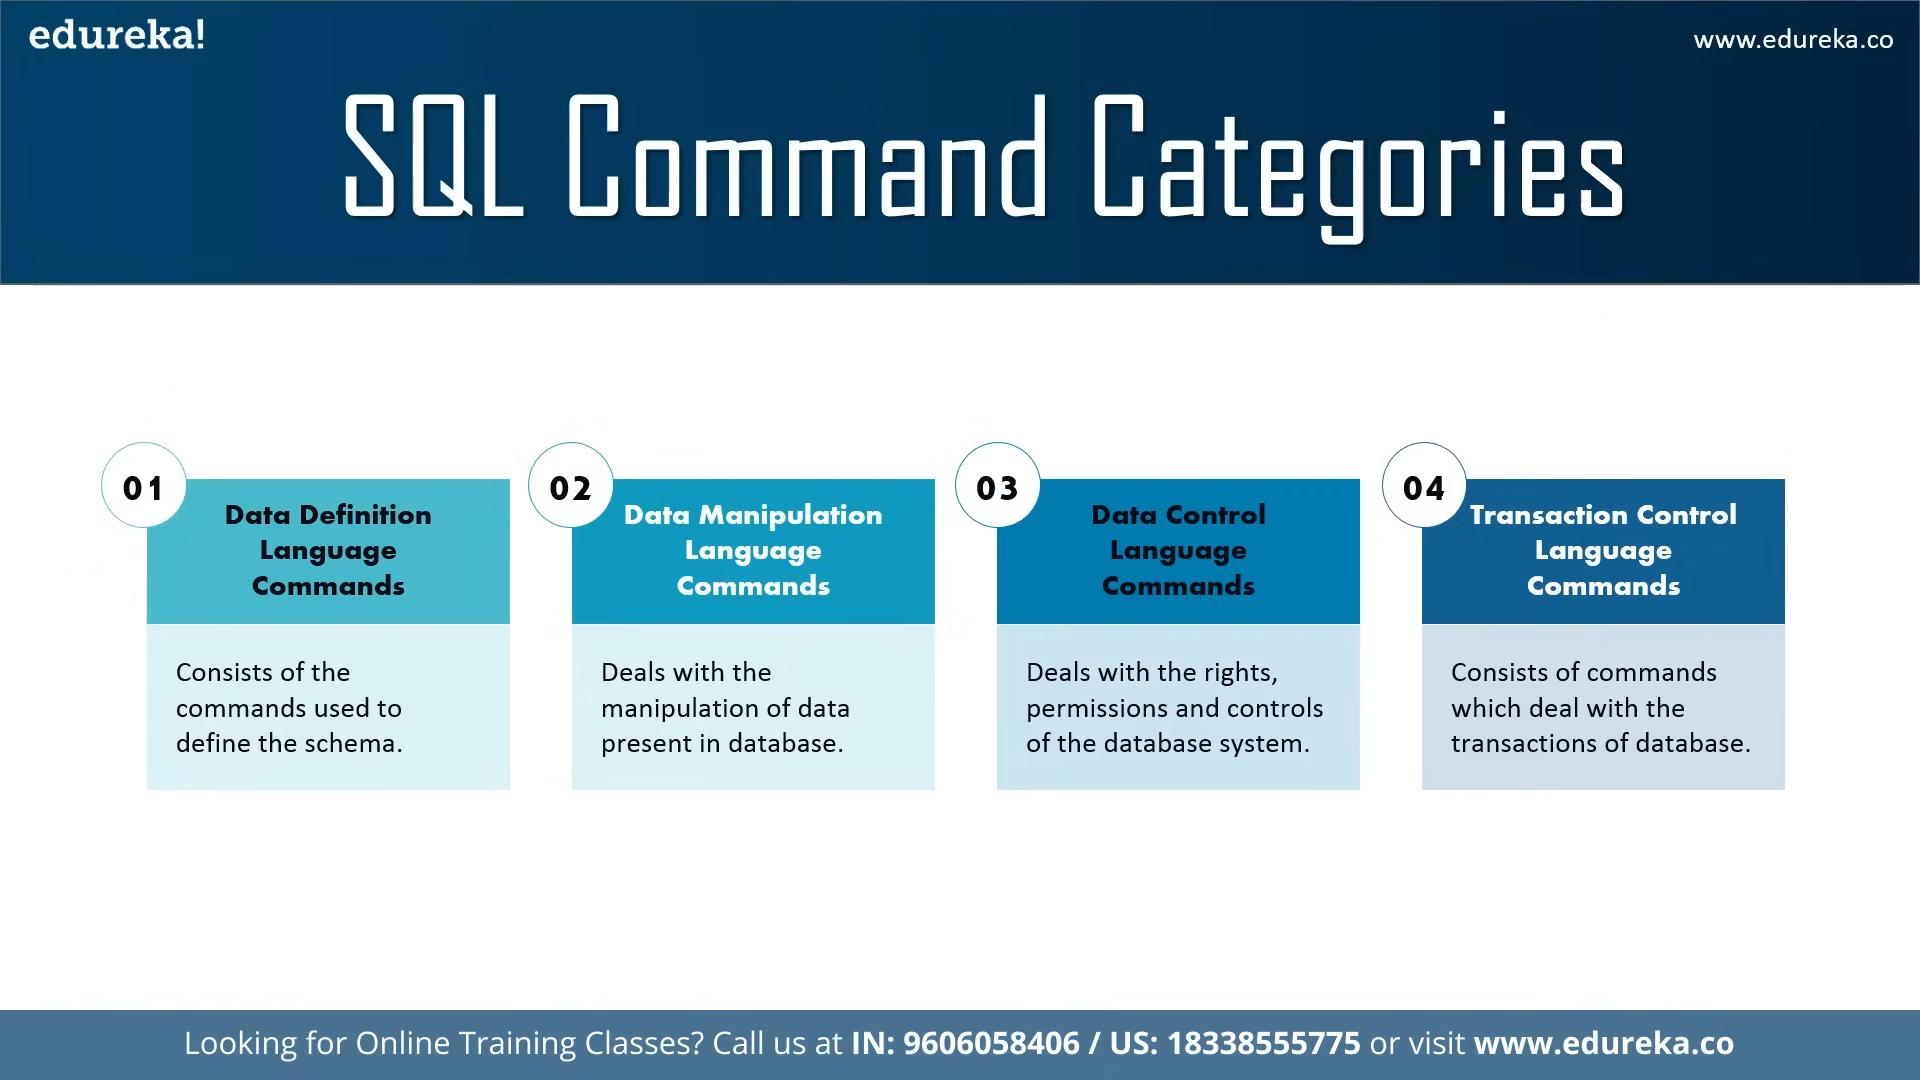 edureka!
www.edureka.co
SQL Command Categories
01
Data Definition
Language
Commands
Consists of the
commands used to
define the schema.
02
Data Manipulation
Language
Commands
Deals with the
manipulation of data
present in database.
03
Data Control
Language
Commands
Deals with the rights,
permissions and controls
of the database system.
04
Transaction Control
Language
Commands
Consists of commands
which deal with the
transactions of database.
Looking for Online Training Classes? Call us at IN: 9606058406 / US: 18338555775 or visit www.edureka.co